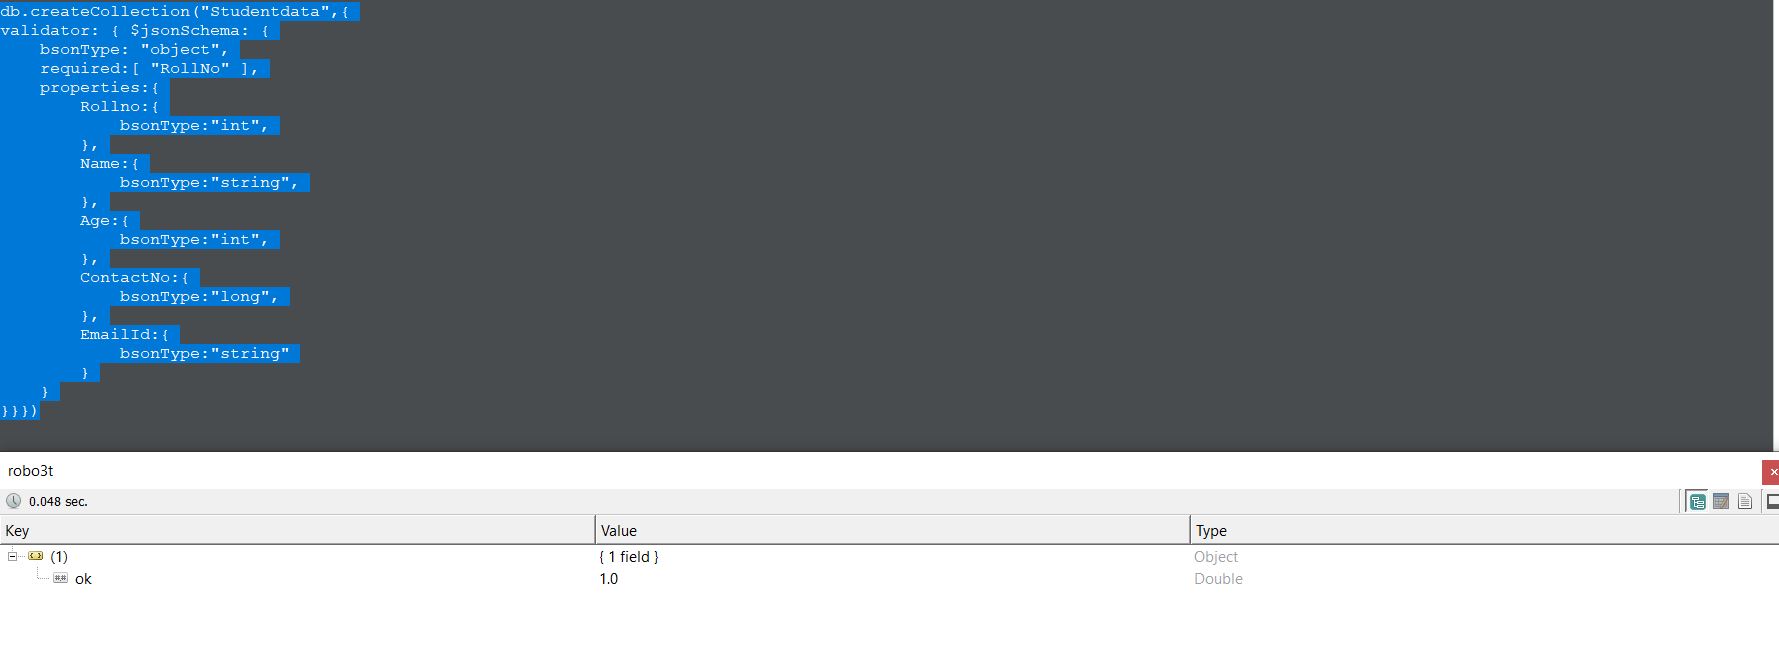 db.createCollection("Studentdata",{
validator: { $jsonSchema: {
    bsonType: "object",
    required:[ "RollNo" ],
    properties:{
        Rollno:{
            bsonType:"int",
        },
        Name:{
            bsonType:"string",
        },
        Age:{
            bsonType:"int",
        },
        ContactNo:{
            bsonType:"long",
        },
        EmailId:{
            bsonType:"string"
        }
    }
}}})
robo3t
0.048 sec.
Key Value Type
(1) { 1 field } Object
ok 1.0 Double